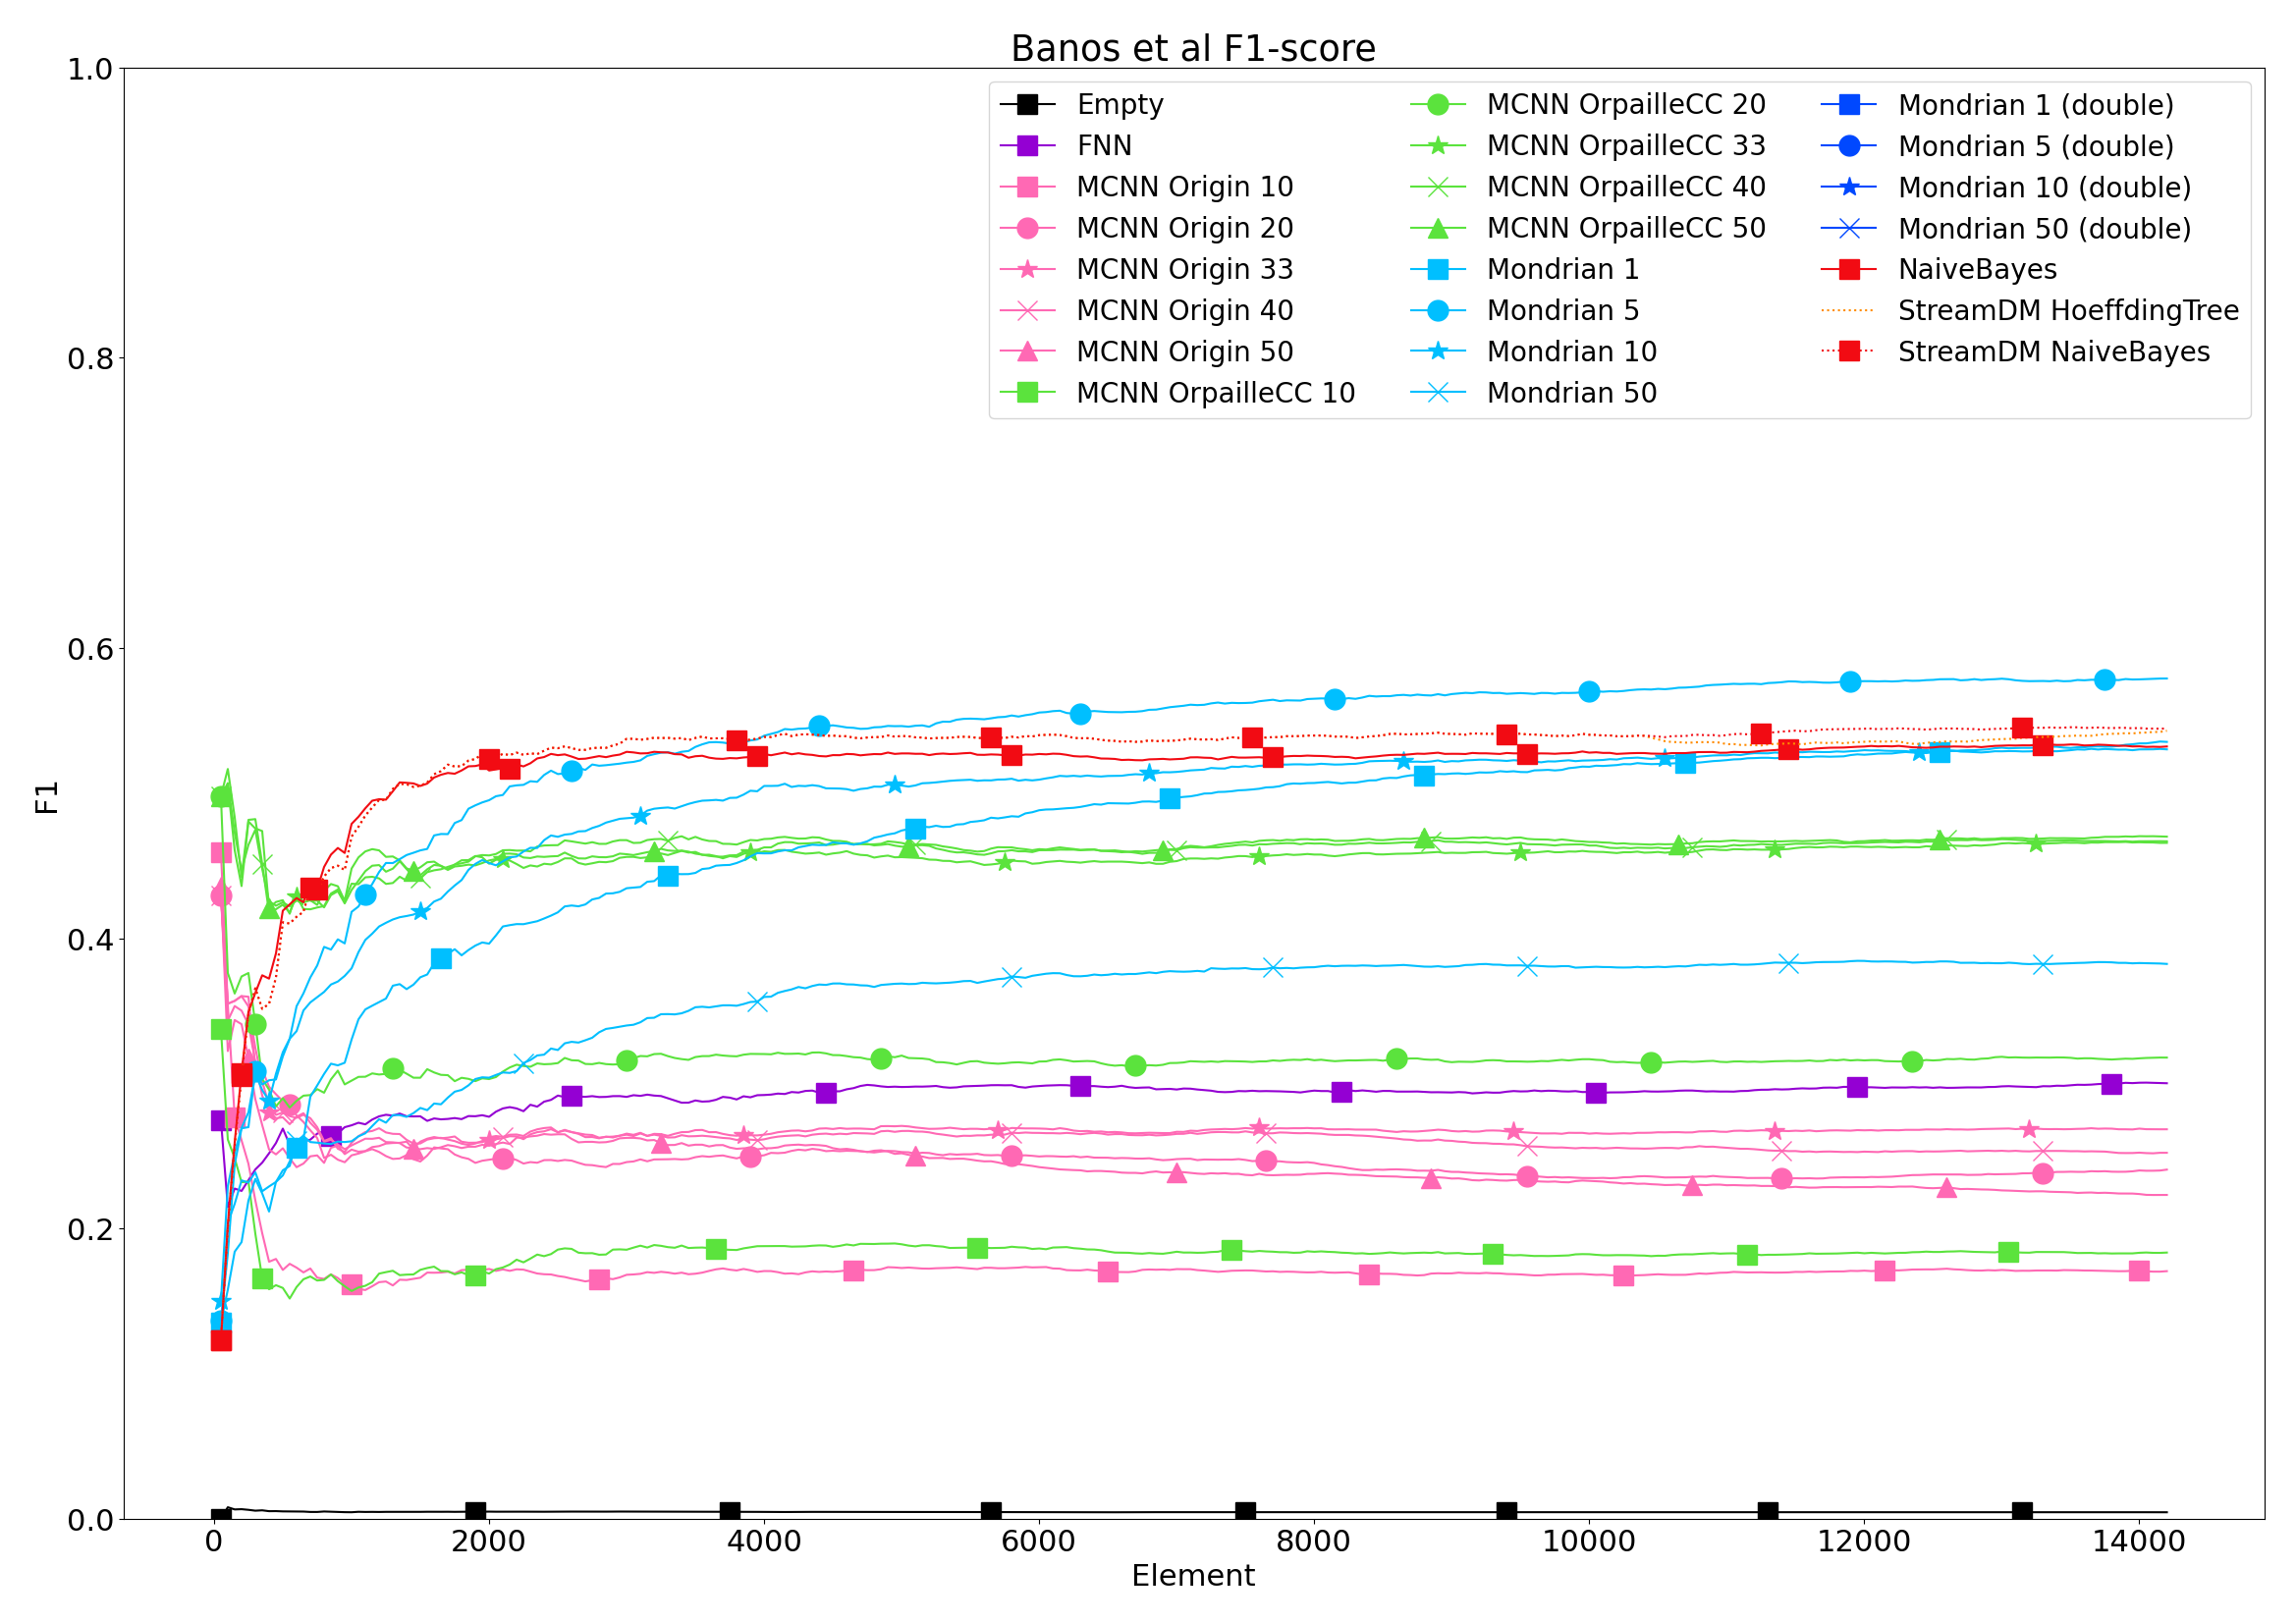 Banos et al F1-score
1.0
0.8
0.6
0.4
0.2
0.0
F1
Empty
FNN
MCNN Origin 10
MCNN Origin 20
MCNN Origin 33
MCNN Origin 40
MCNN Origin 50
MCNN OrpailleCC 10
MCNN OrpailleCC 20
MCNN OrpailleCC 33
MCNN OrpailleCC 40
MCNN OrpailleCC 50
Mondrian 1
Mondrian 5
Mondrian 10
Mondrian 50
Mondrian 1 (double)
Mondrian 5 (double)
Mondrian 10 (double)
Mondrian 50 (double)
NaiveBayes
StreamDM HoeffdingTree
StreamDM NaiveBayes
0 2000 4000 6000 8000 10000 12000 14000
Element